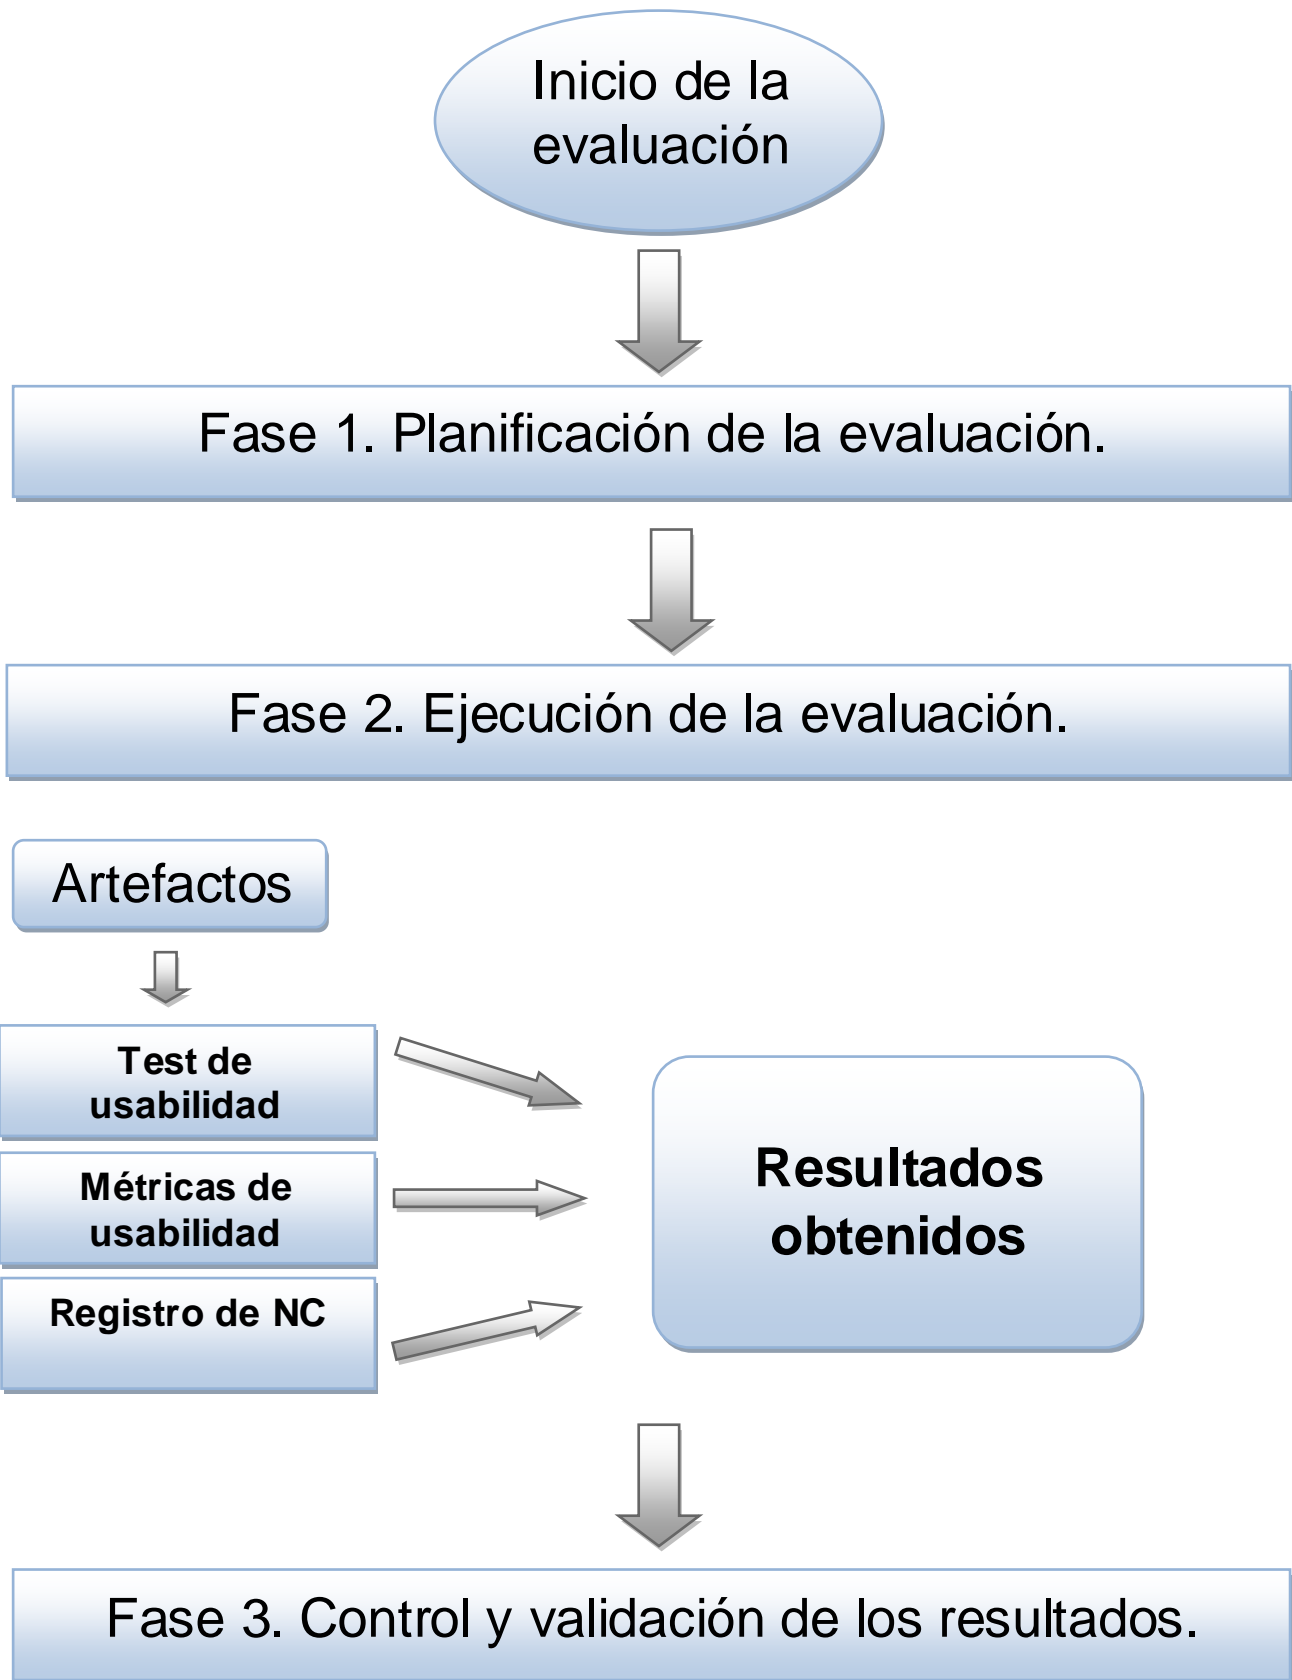 Inicio de la
evaluación
Fase 1. Planificación de la evaluación.
Fase 2. Ejecución de la evaluación.
Artefactos
Test de
usabilidad
Métricas de
usabilidad
Registro de NC
Resultados
obtenidos
Fase 3. Control y validación de los resultados.